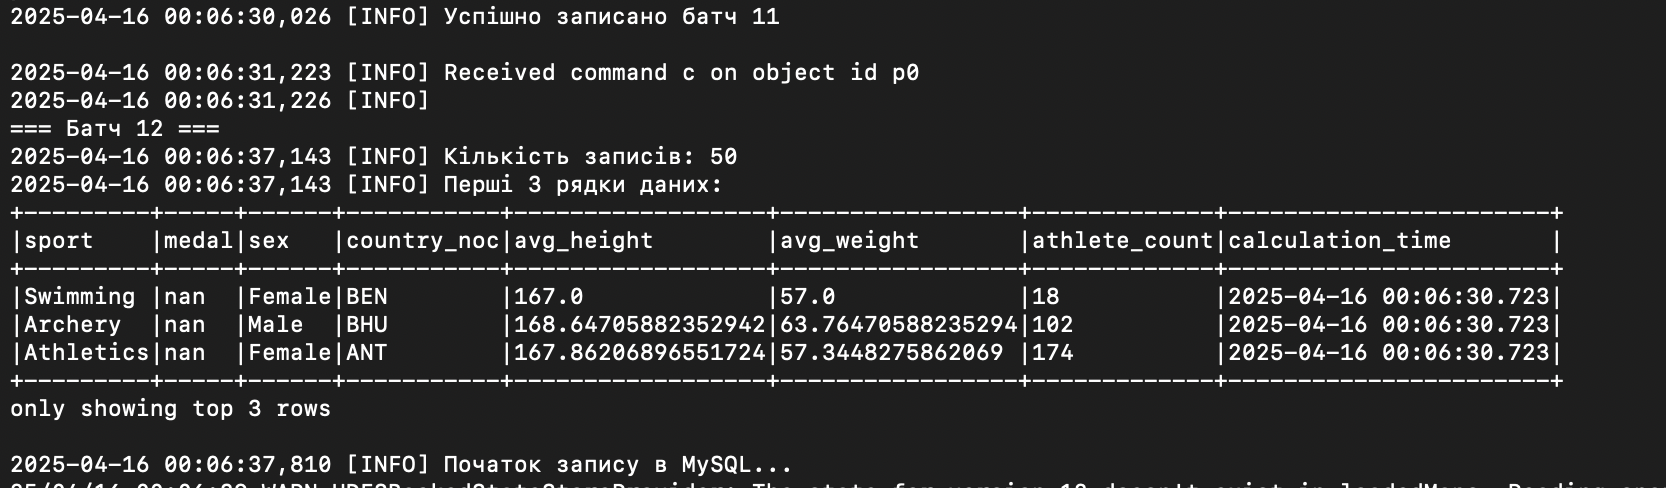 2025-04-16 00:06:30,026 [INFO] Успішно записано батч 11
2025-04-16 00:06:31,223 [INFO] Received command c on object id p0
2025-04-16 00:06:31,226 [INFO]
=== Батч 12 ===
2025-04-16 00:06:37,143 [INFO] Кількість записів: 50
2025-04-16 00:06:37,143 [INFO] Перші 3 рядки даних:
+---------+-----+------+-----------+------------------+-----------------+-------------+-----------------------+
|sport    |medal|sex   |country_noc|avg_height        |avg_weight       |athlete_count|calculation_time       |
+---------+-----+------+-----------+------------------+-----------------+-------------+-----------------------+
|Swimming |nan  |Female|BEN        |167.0             |57.0             |18           |2025-04-16 00:06:30.723|
|Archery  |nan  |Male  |BHU        |168.64705882352942|63.76470588235294|102          |2025-04-16 00:06:30.723|
|Athletics|nan  |Female|ANT        |167.86206896551724|57.3448275862069 |174          |2025-04-16 00:06:30.723|
+---------+-----+------+-----------+------------------+-----------------+-------------+-----------------------+
only showing top 3 rows
2025-04-16 00:06:37,810 [INFO] Початок запису в MySQL...